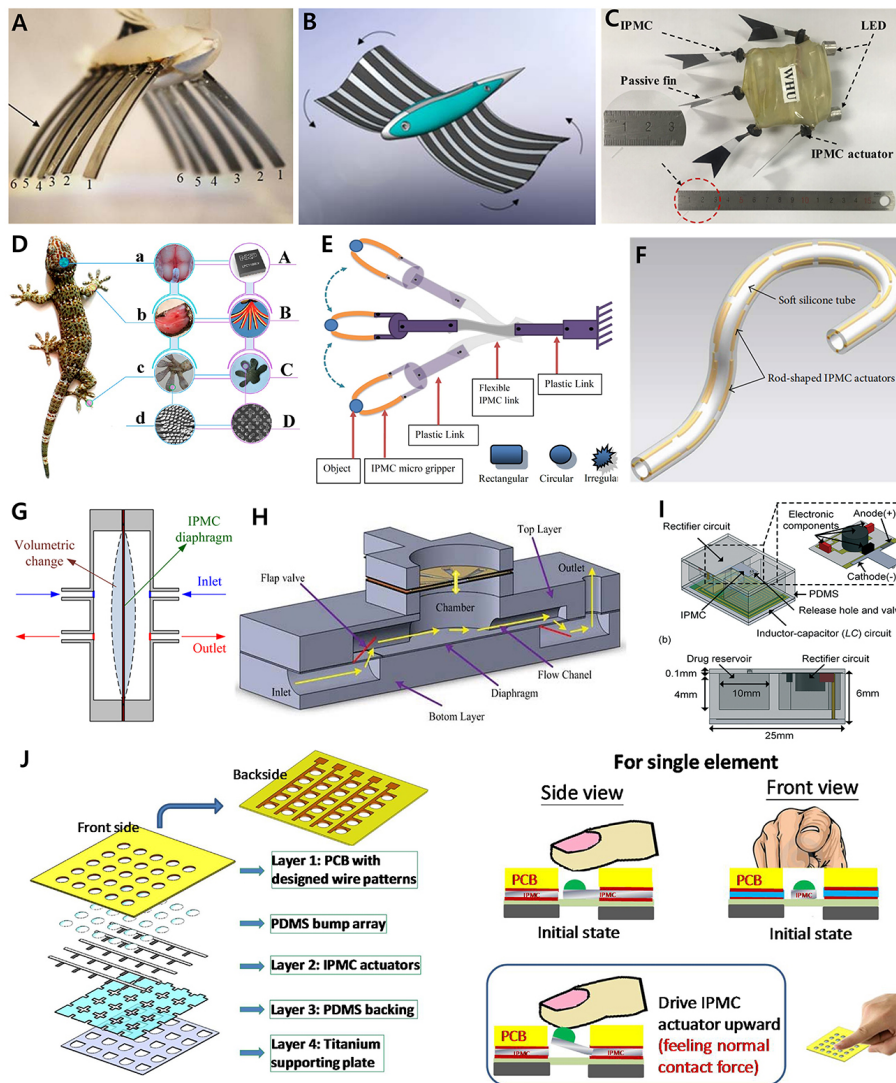 A
6 5 4 3 2 1
6 5 4 3 2 1
B
C
IPMC
LED
Passive fin
WHU
1 2 3
IPMC actuator
D
a
A
b
B
c
C
d
D
E
Flexible
IPMC link
Plastic Link
Plastic Link
Object
IPMC micro gripper
Rectangular
Circular
Irregula
F
Soft silicone tube
Rod-shaped IPMC actuators
G
Volumetric
change
IPMC
diaphragm
Inlet
Outlet
H
Top Layer
Flap valve
Outlet
Chamber
Inlet
Flow Chanel
Diaphragm
Botom Layer
I
Rectifier circuit
Electronic
components
Anode(+)
Cathode(-)
PDMS
IPMC
Release hole and valv
Inductor-capacitor (LC) circuit
(b)
Drug reservoir
Rectifier circuit
0.1mm
4mm
10mm
6mm
25mm
J
Backside
Front side
Layer 1: PCB with
designed wire patterns
PDMS bump array
Layer 2: IPMC actuators
Layer 3: PDMS backing
Layer 4: Titanium
supporting plate
For single element
Side view
Front view
PCB
IPMC
IPMC
Initial state
PCB
IPMC
Initial state
PCB
IPMC
IPMC
Drive IPMC
actuator upward
(feeling normal
contact force)